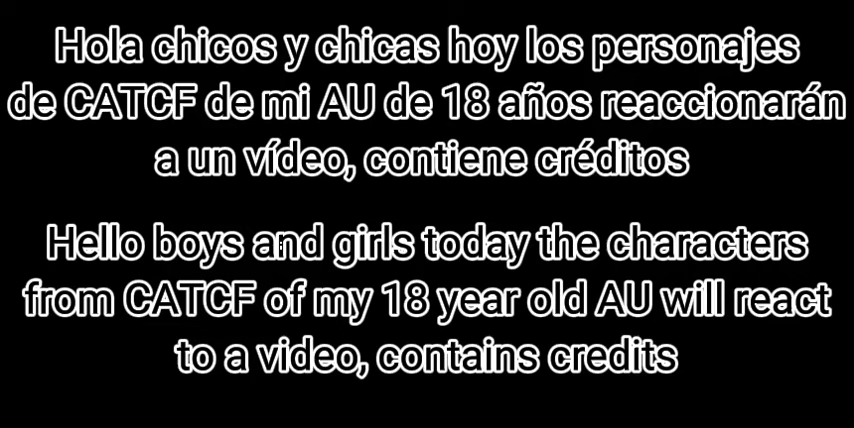 Hola chicos y chicas hoy los personajes
de CATCF de mi AU de 18 años reaccionarán
a un vídeo, contiene créditos
Hello boys and girls today the characters
from CATCF of my 18 year old AU will react
to a video, contains credits